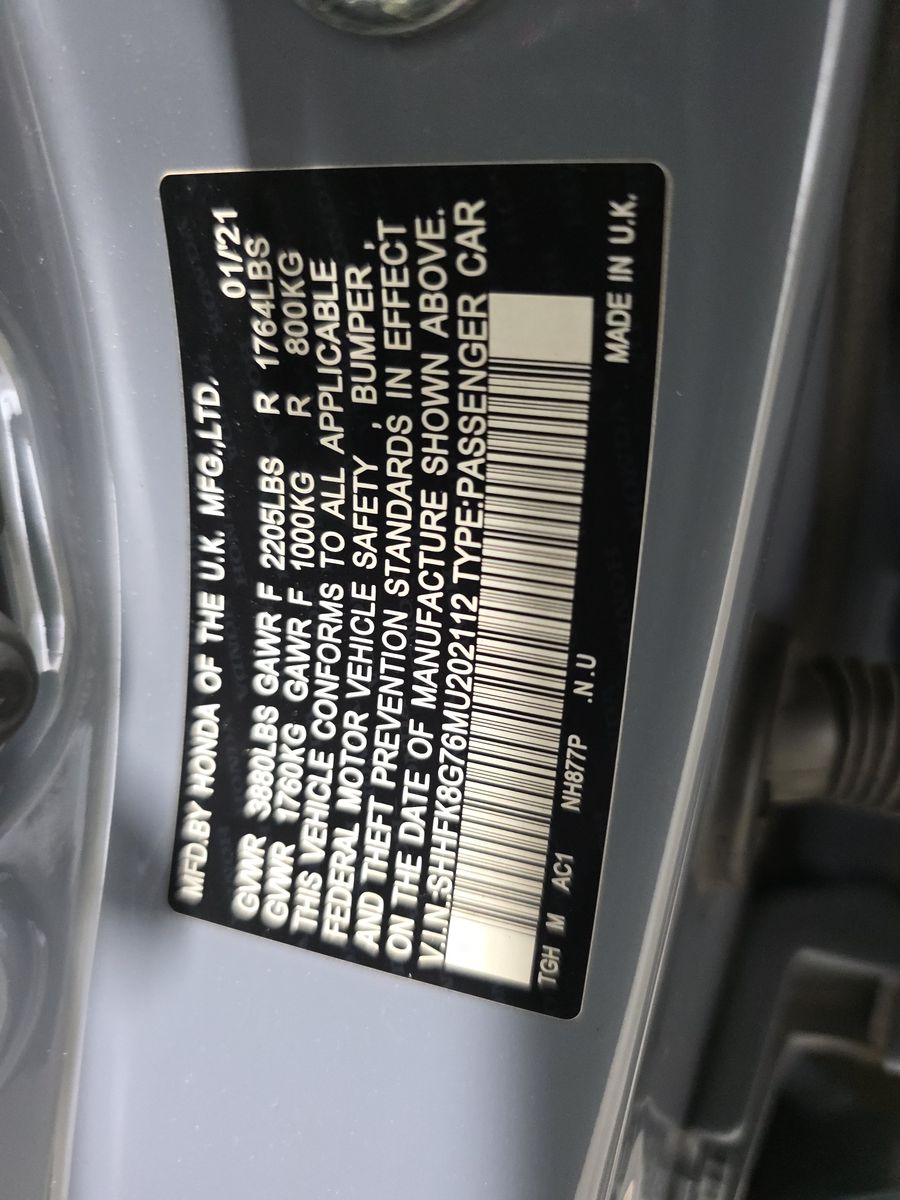 MFD.BY HONDA OF THE U.K. MFG.,LTD. 01/'21
GVWR 3880LBS GAWR F 2205LBS R 1764LBS
GVWR 1760KG GAWR F 1000KG R 800KG
THIS VEHICLE CONFORMS TO ALL APPLICABLE
FEDERAL MOTOR VEHICLE SAFETY , BUMPER ,
AND THEFT PREVENTION STANDARDS IN EFFECT
ON THE DATE OF MANUFACTURE SHOWN ABOVE.
V.I.N.:SHHFK8G76MU202112 TYPE:PASSENGER CAR
TGH M AC1 NH877P .N.U MADE IN U.K.